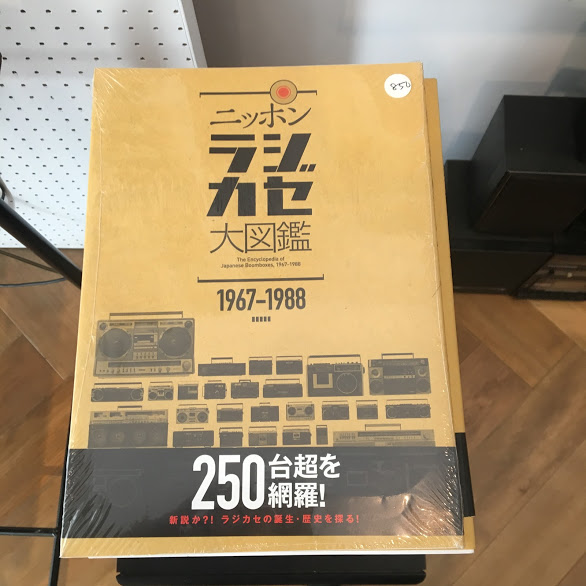 850
ニッホン
ラジ
カセ
大図鑑
The Encyclopedia of
Japanese Boomboxes, 1967-1988
1967-1988
250台超を
網羅!
新説か?! ラジカセの誕生・歴史を探る!